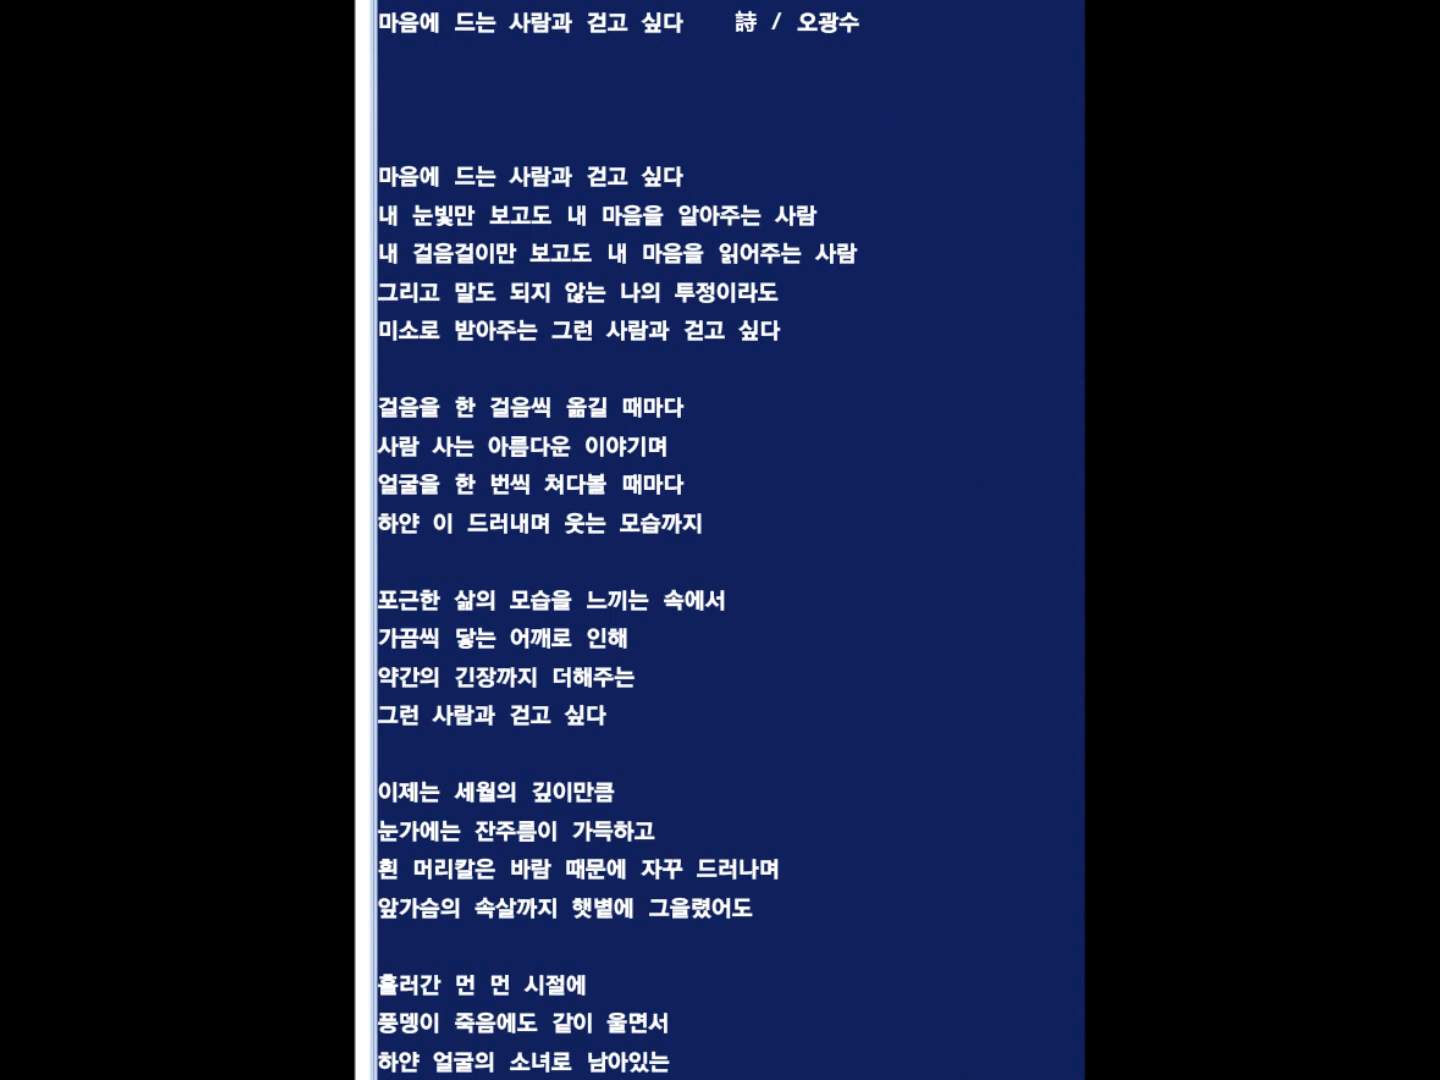 마음에 드는 사람과 걷고 싶다 詩 / 오광수
마음에 드는 사람과 걷고 싶다
내 눈빛만 보고도 내 마음을 알아주는 사람
내 걸음걸이만 보고도 내 마음을 읽어주는 사람
그리고 말도 되지 않는 나의 투정이라도
미소로 받아주는 그런 사람과 걷고 싶다
걸음을 한 걸음씩 옮길 때마다
사람 사는 아름다운 이야기며
얼굴을 한 번씩 쳐다볼 때마다
하얀 이 드러내며 웃는 모습까지
포근한 삶의 모습을 느끼는 속에서
가끔씩 닿는 어깨로 인해
약간의 긴장까지 더해주는
그런 사람과 걷고 싶다
이제는 세월의 깊이만큼
눈가에는 잔주름이 가득하고
흰 머리칼은 바람 때문에 자꾸 드러나며
앞가슴의 속살까지 햇볕에 그을렸어도
흘러간 먼 먼 시절에
풍뎅이 죽음에도 같이 울면서
하얀 얼굴의 소녀로 남아있는